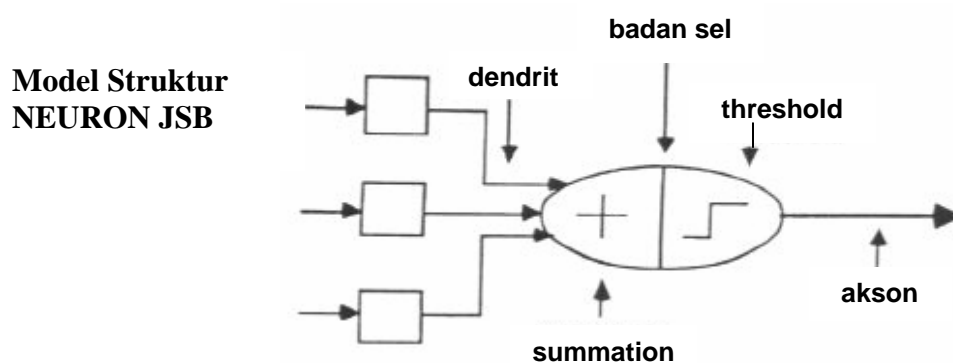 Model Struktur
NEURON JSB
badan sel
dendrit
threshold
akson
summation